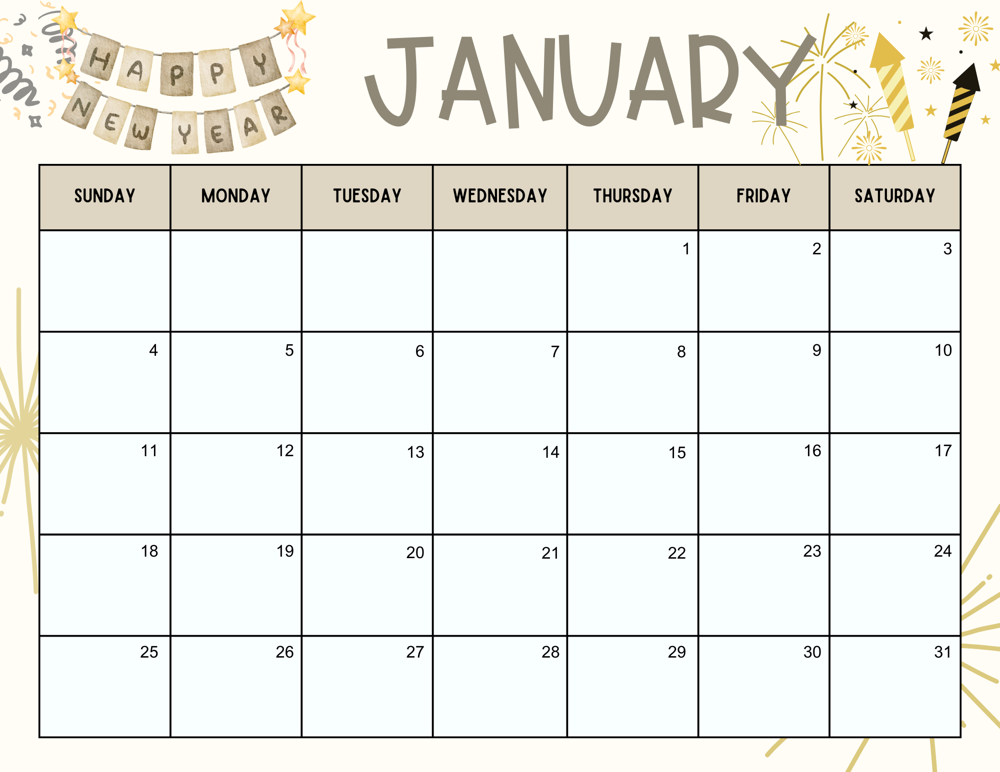 HAPPY
NEW YEAR
JANUARY
SUNDAY MONDAY TUESDAY WEDNESDAY THURSDAY FRIDAY SATURDAY
1 2 3
4 5 6 7 8 9 10
11 12 13 14 15 16 17
18 19 20 21 22 23 24
25 26 27 28 29 30 31